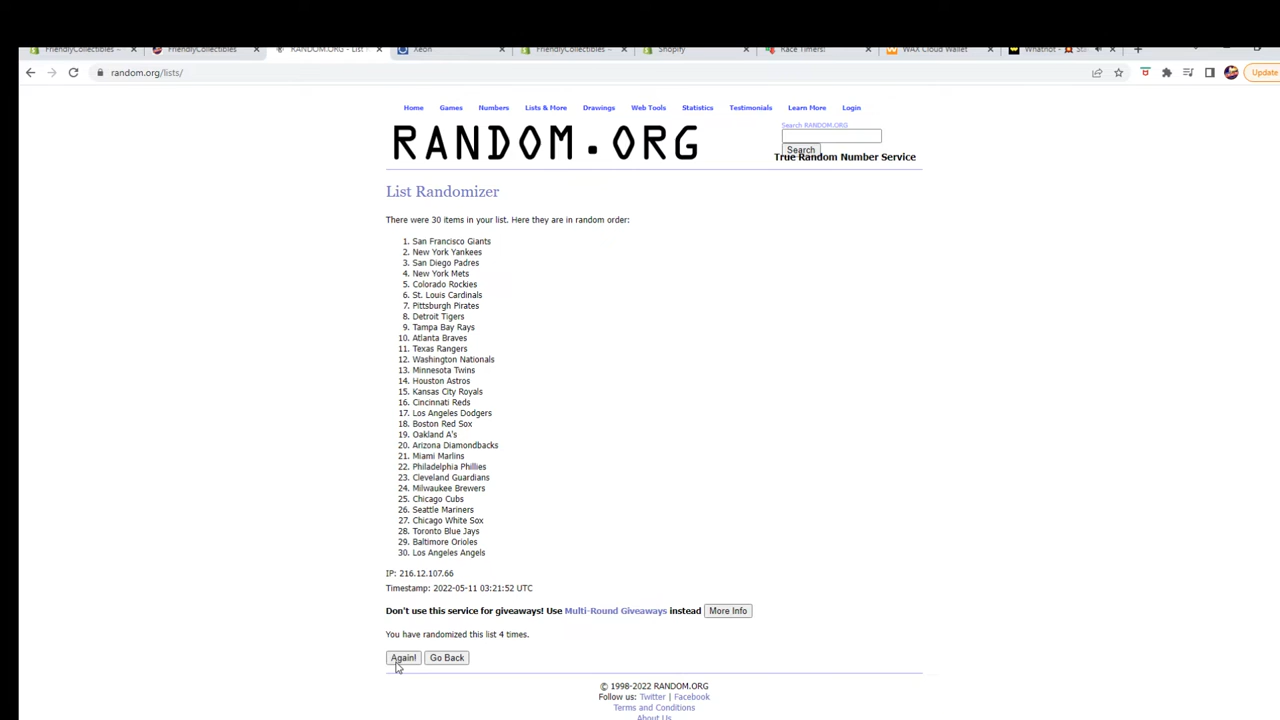 FriendlyCollectibles
FriendlyCollectibles
RANDOM.ORG - List
Xeon
FriendlyCollectibles
Shopify
Race Timers!
WAX Cloud Wallet
Whatnot
random.org/lists/
Update
Home Games Numbers Lists & More Drawings Web Tools Statistics Testimonials Learn More Login
RANDOM.ORG
Search RANDOM.ORG
Search
True Random Number Service
List Randomizer
There were 30 items in your list. Here they are in random order:
1. San Francisco Giants
2. New York Yankees
3. San Diego Padres
4. New York Mets
5. Colorado Rockies
6. St. Louis Cardinals
7. Pittsburgh Pirates
8. Detroit Tigers
9. Tampa Bay Rays
10. Atlanta Braves
11. Texas Rangers
12. Washington Nationals
13. Minnesota Twins
14. Houston Astros
15. Kansas City Royals
16. Cincinnati Reds
17. Los Angeles Dodgers
18. Boston Red Sox
19. Oakland A's
20. Arizona Diamondbacks
21. Miami Marlins
22. Philadelphia Phillies
23. Cleveland Guardians
24. Milwaukee Brewers
25. Chicago Cubs
26. Seattle Mariners
27. Chicago White Sox
28. Toronto Blue Jays
29. Baltimore Orioles
30. Los Angeles Angels
IP: 216.12.107.66
Timestamp: 2022-05-11 03:21:52 UTC
Don't use this service for giveaways! Use Multi-Round Giveaways instead More Info
You have randomized this list 4 times.
Again! Go Back
© 1998-2022 RANDOM.ORG
Follow us: Twitter | Facebook
Terms and Conditions
About Us